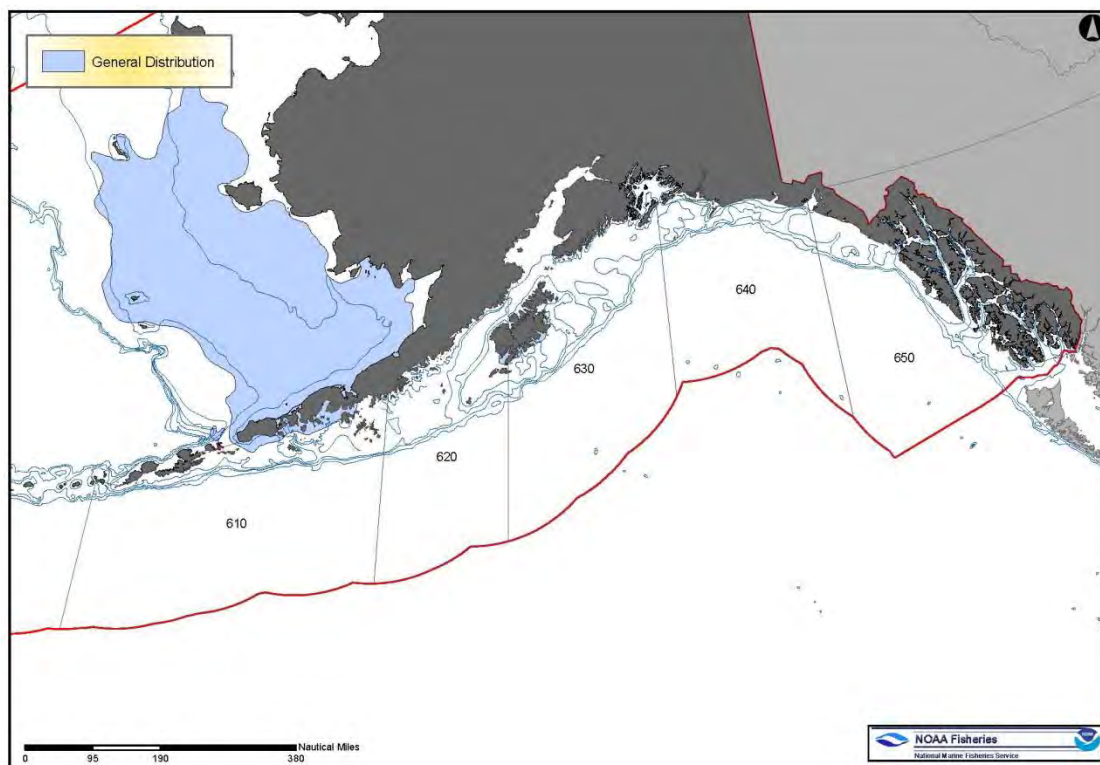 General Distribution
640
650
630
620
610
Nautical Miles
0 95 190 380
NOAA Fisheries
National Marine Fisheries Service